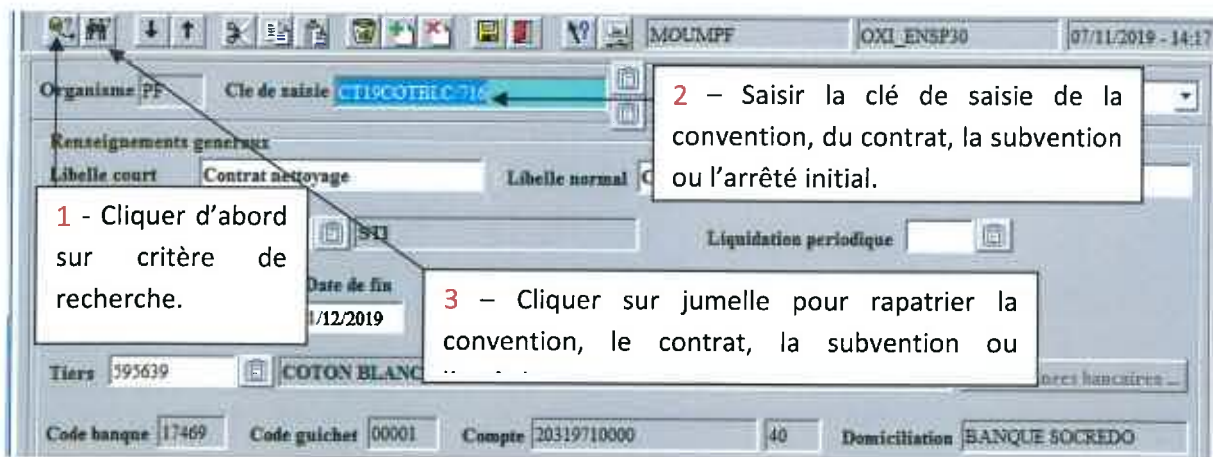 MOUMPF OXI_ENSP30 07/11/2019 - 14:17
Organisme PF Cle de saisie CT19COTBLC-716
2 – Saisir la clé de saisie de la
convention, du contrat, la subvention
ou l'arrêté initial.
Renseignements generaux
Libelle court Contrat nettoyage Libelle normal
1 - Cliquer d'abord
sur critère de
recherche.
STI Liquidation periodique
Date de fin
/12/2019
3 – Cliquer sur jumelle pour rapatrier la
convention, le contrat, la subvention ou
Tiers 595639 COTON BLANC bancaires ...
Code banque 17469 Code guichet 00001 Compte 20319710000 40 Domiciliation BANQUE SOCREDO